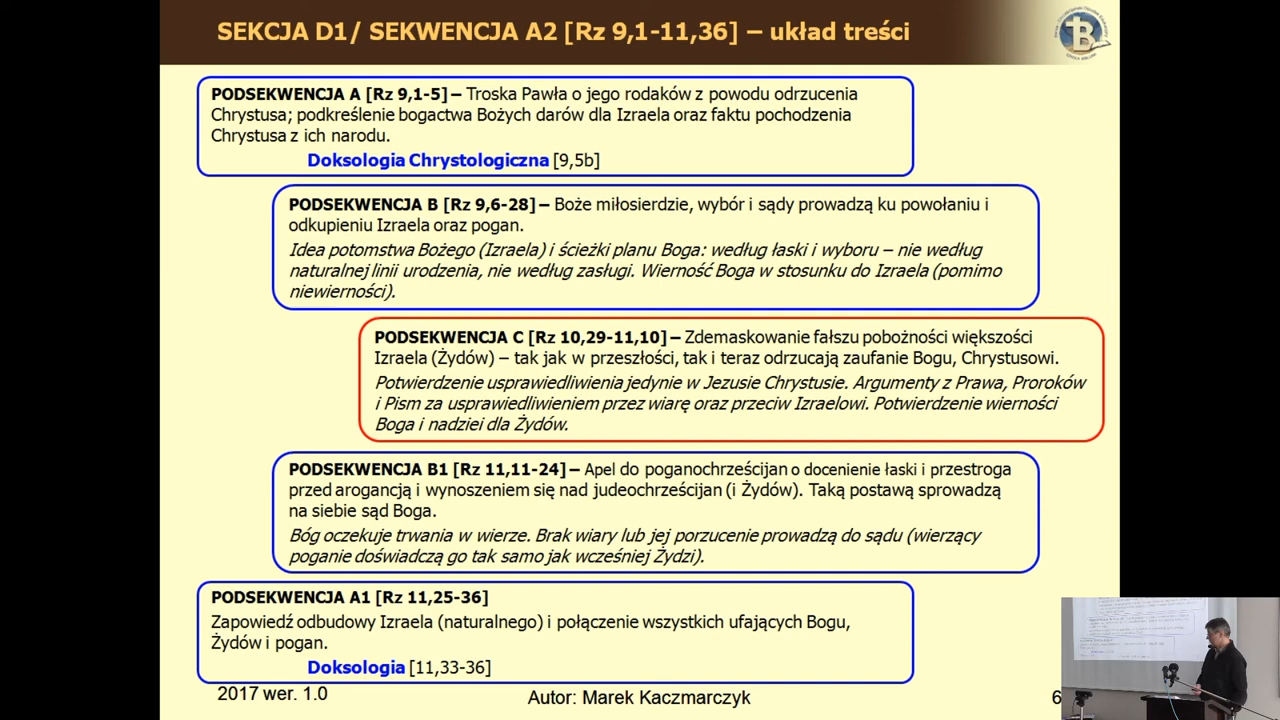 SEKCJA D1/ SEKWENCJA A2 [Rz 9,1-11,36] – układ treści
PODSEKWENCJA A [Rz 9,1-5] – Troska Pawła o jego rodaków z powodu odrzucenia
Chrystusa; podkreślenie bogactwa Bożych darów dla Izraela oraz faktu pochodzenia
Chrystusa z ich narodu.
Doksologia Chrystologiczna [9,5b]
PODSEKWENCJA B [Rz 9,6-28] – Boże miłosierdzie, wybór i sądy prowadzą ku powołaniu i
odkupieniu Izraela oraz pogan.
Idea potomstwa Bożego (Izraela) i ścieżki planu Boga: według łaski i wyboru – nie według
naturalnej linii urodzenia, nie według zasługi. Wierność Boga w stosunku do Izraela (pomimo
niewierności).
PODSEKWENCJA C [Rz 10,29-11,10] – Zdemaskowanie fałszu pobożności większości
Izraela (Żydów) – tak jak w przeszłości, tak i teraz odrzucają zaufanie Bogu, Chrystusowi.
Potwierdzenie usprawiedliwienia jedynie w Jezusie Chrystusie. Argumenty z Prawa, Proroków
i Pism za usprawiedliwieniem przez wiarę oraz przeciw Izraelowi. Potwierdzenie wierności
Boga i nadziei dla Żydów.
PODSEKWENCJA B1 [Rz 11,11-24] – Apel do poganochrześcijan o docenienie łaski i przestroga
przed arogancją i wynoszeniem się nad judeochrześcijan (i Żydów). Taką postawą sprowadzą
na siebie sąd Boga.
Bóg oczekuje trwania w wierze. Brak wiary lub jej porzucenie prowadzą do sądu (wierzący
poganie doświadczą go tak samo jak wcześniej Żydzi).
PODSEKWENCJA A1 [Rz 11,25-36]
Zapowiedź odbudowy Izraela (naturalnego) i połączenie wszystkich ufających Bogu,
Żydów i pogan.
Doksologia [11,33-36]
2017 wer. 1.0
Autor: Marek Kaczmarczyk
6